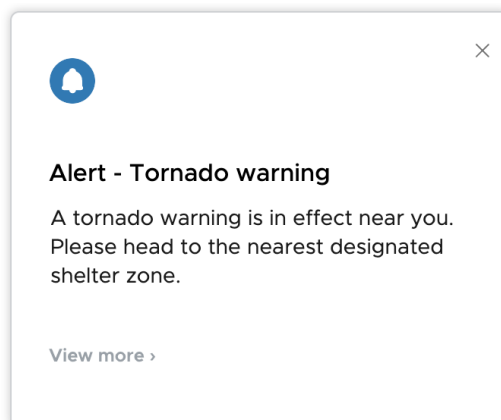 Alert - Tornado warning
A tornado warning is in effect near you.
Please head to the nearest designated
shelter zone.
View more ›